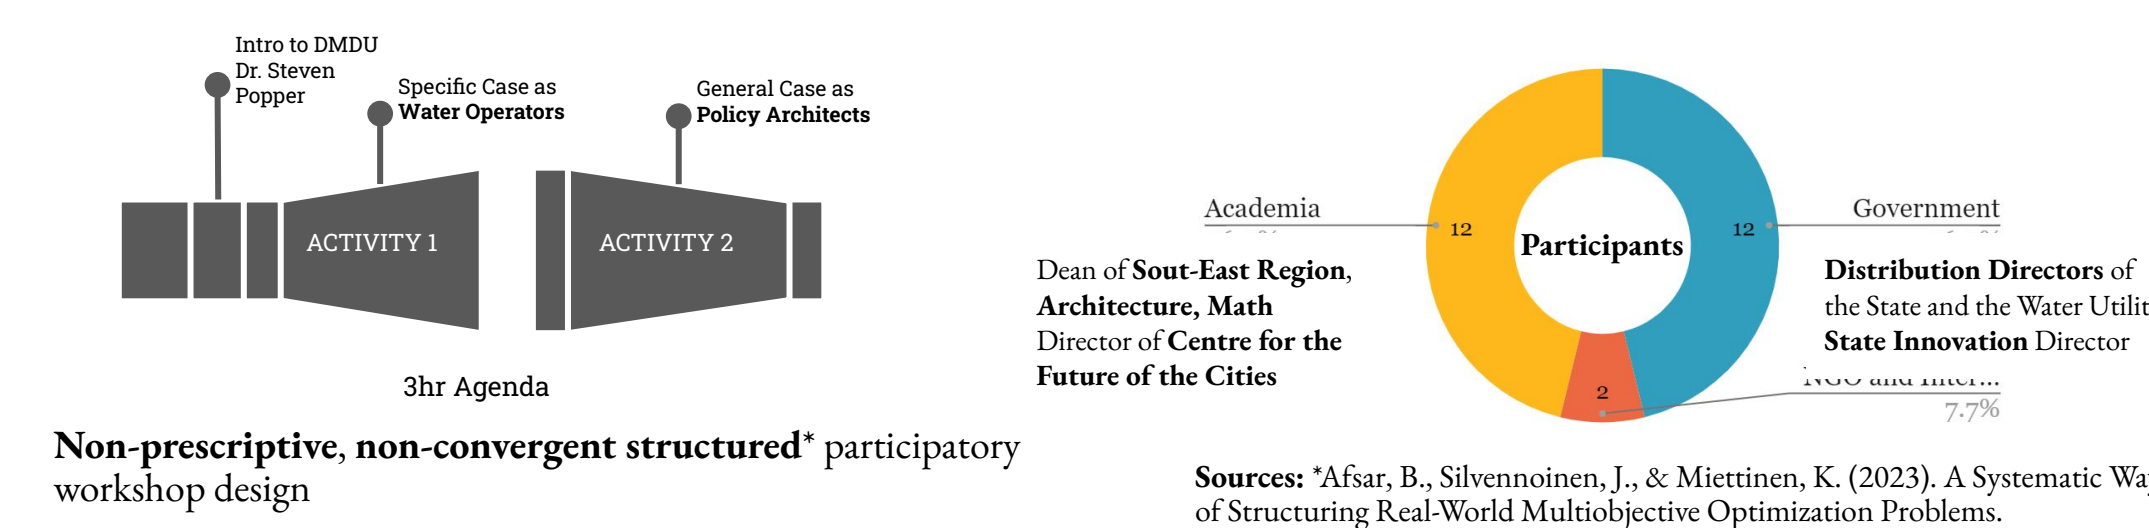 Intro to DMDU
Dr. Steven
Popper
Specific Case as
Water Operators
General Case as
Policy Architects
ACTIVITY 1
ACTIVITY 2
3hr Agenda
Non-prescriptive, non-convergent structured* participatory
workshop design
Academia
12
Participants
12
Government
Dean of Sout-East Region,
Architecture, Math
Director of Centre for the
Future of the Cities
Distribution Directors of
the State and the Water
State Innovation Director
2
NGO and Inter...
7.7%
Sources: *Afsar, B., Silvennoinen, J., & Miettinen, K. (2023). A Systematic
of Structuring Real-World Multiobjective Optimization Problems.